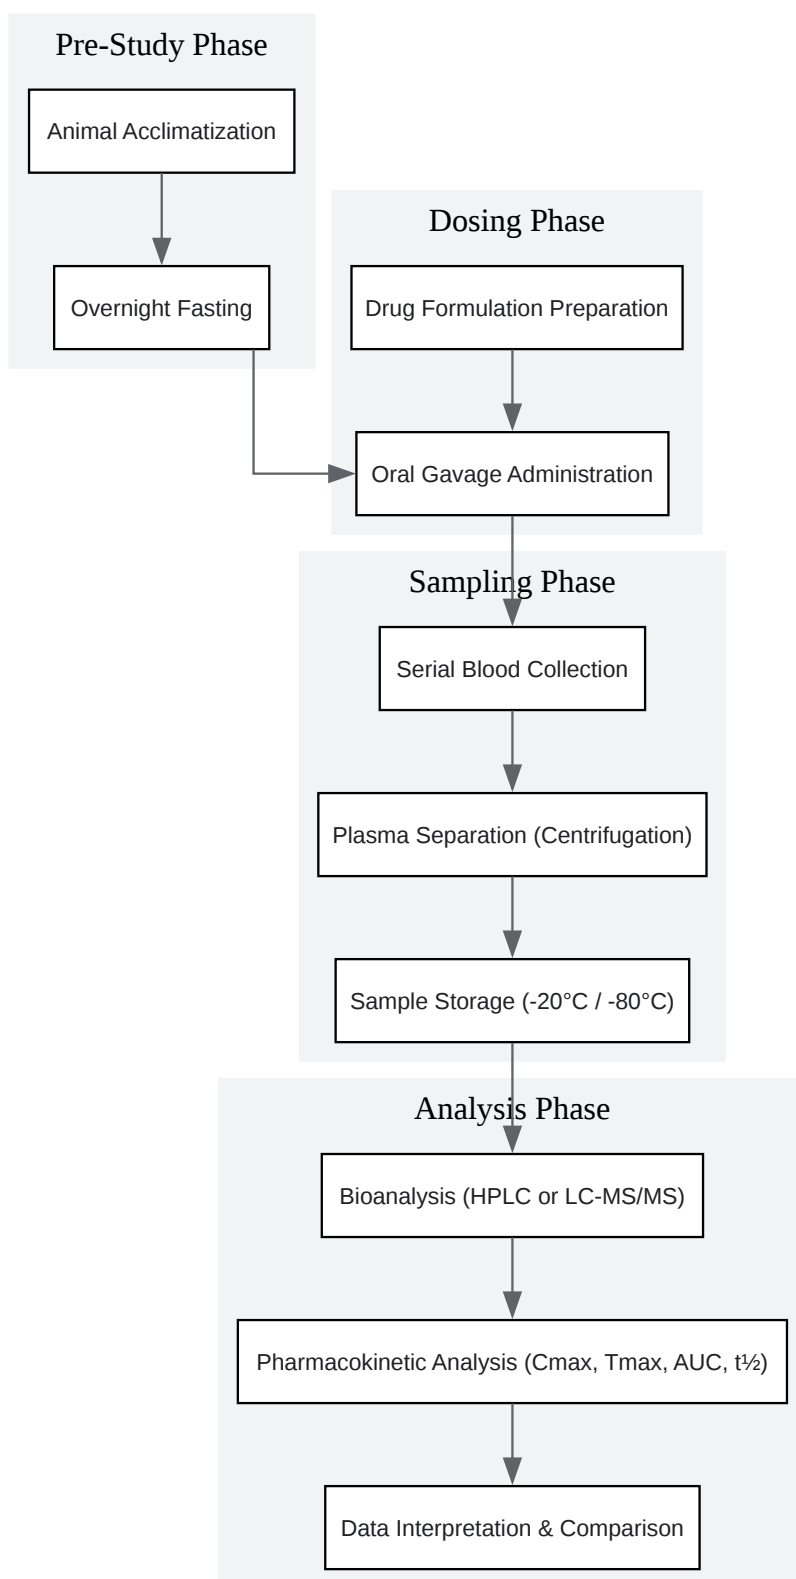 Pre-Study Phase
Animal Acclimatization
Overnight Fasting
Dosing Phase
Drug Formulation Preparation
Oral Gavage Administration
Sampling Phase
Serial Blood Collection
Plasma Separation (Centrifugation)
Sample Storage (-20°C / -80°C)
Analysis Phase
Bioanalysis (HPLC or LC-MS/MS)
Pharmacokinetic Analysis (Cmax, Tmax, AUC, t½)
Data Interpretation & Comparison